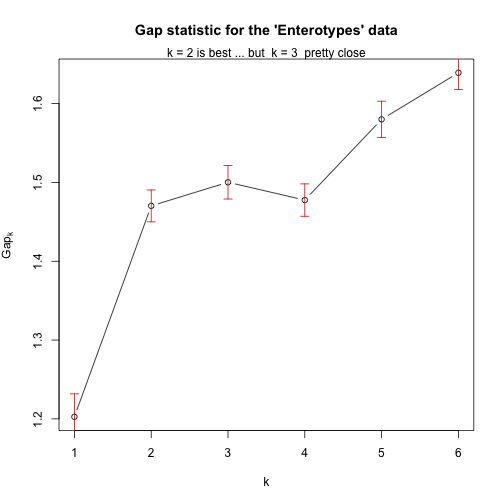 Gap statistic for the 'Enterotypes' data
k = 2 is best ... but  k = 3  pretty close
1.6
1.5
1.4
1.3
1.2
Gapk
1 2 3 4 5 6
k